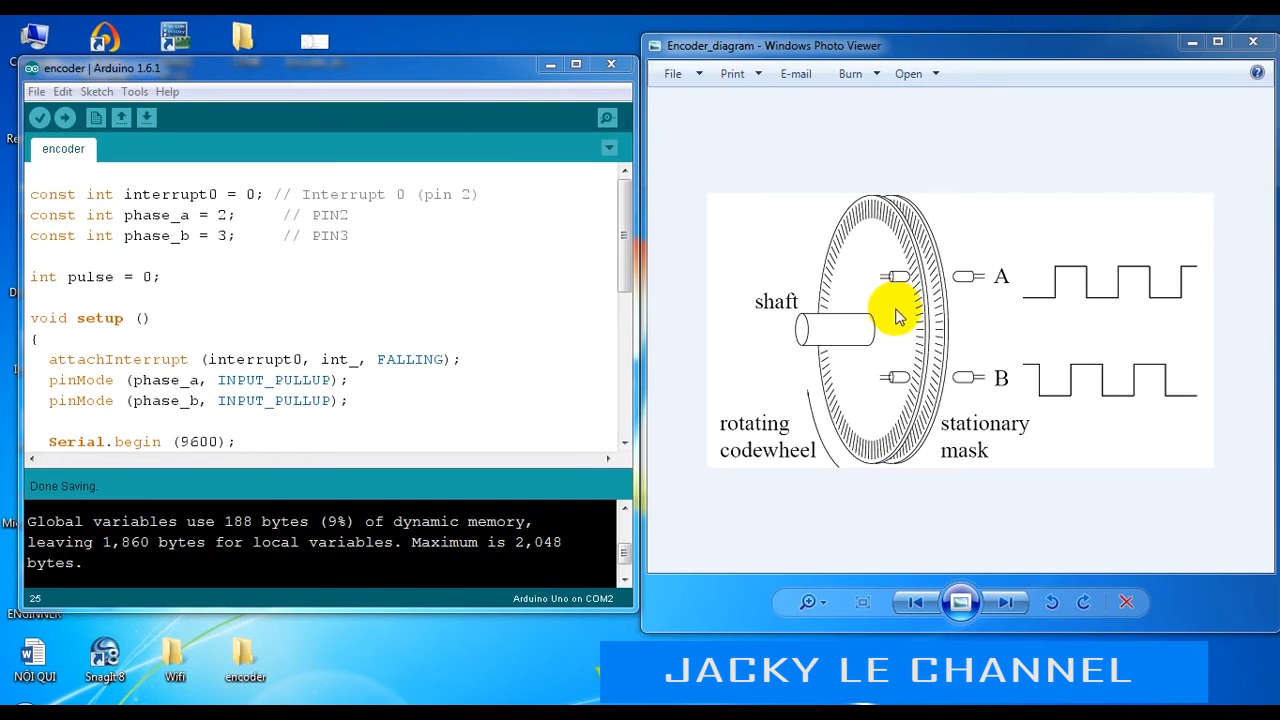 encoder | Arduino 1.6.1
File Edit Sketch Tools Help
encoder
const int interrupt0 = 0; // Interrupt 0 (pin 2)
const int phase_a = 2; // PIN2
const int phase_b = 3; // PIN3
int pulse = 0;
void setup ()
{
attachInterrupt (interrupt0, int_, FALLING);
pinMode (phase_a, INPUT_PULLUP);
pinMode (phase_b, INPUT_PULLUP);
Serial.begin (9600);
Done Saving.
Global variables use 188 bytes (9%) of dynamic memory,
leaving 1,860 bytes for local variables. Maximum is 2,048
bytes.
25
Arduino Uno on COM2
Encoder_diagram - Windows Photo Viewer
File Print E-mail Burn Open
shaft
A
B
rotating
codewheel
stationary
mask
NỘI QUI
SnagIt 8
Wifi
encoder
JACKY LE CHANNEL